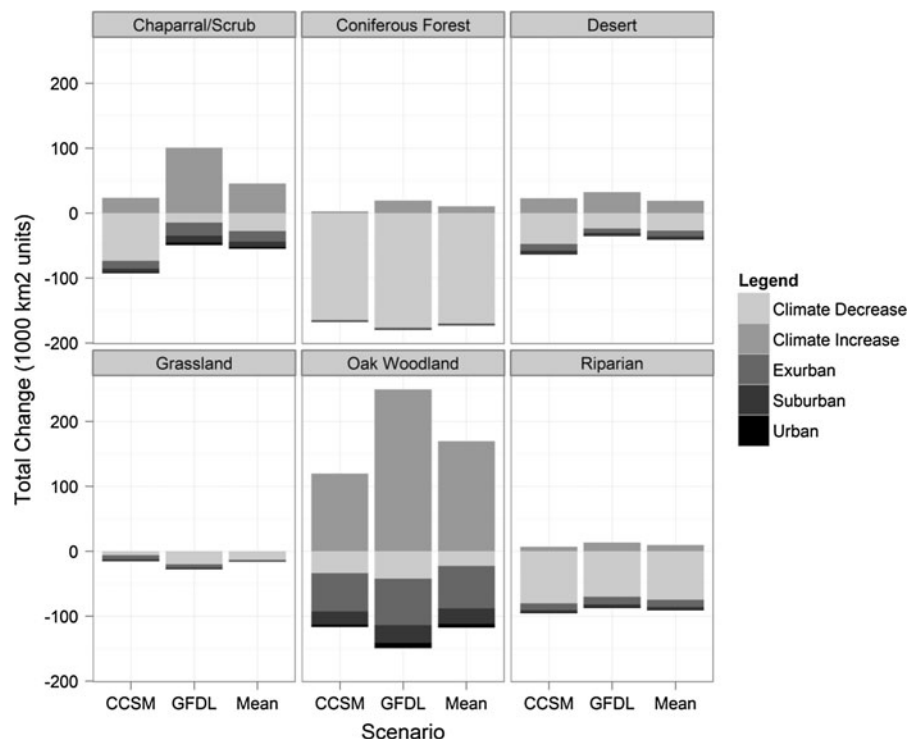 Chaparral/Scrub
Coniferous Forest
Desert
200
100
0
-100
-200
Grassland
Oak Woodland
Riparian
200
100
0
-100
-200
CCSM GFDL Mean
CCSM GFDL Mean
CCSM GFDL Mean
Scenario
Total Change (1000 km2 units)
Legend
Climate Decrease
Climate Increase
Exurban
Suburban
Urban